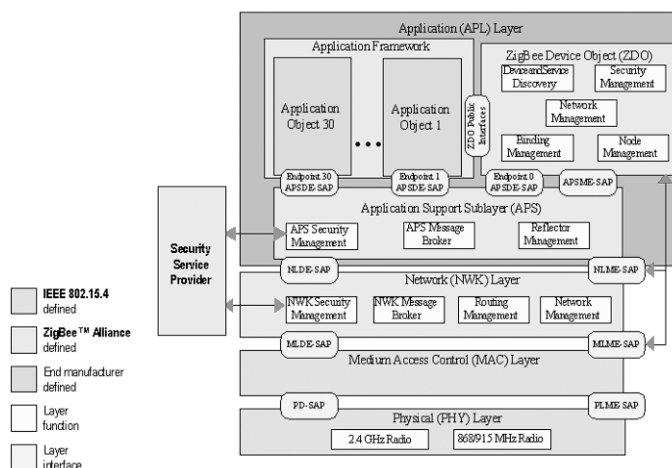 Application (APL) Layer
Application Framework
ZigBee Device Object (ZDO)
Application
Object 30
...
Application
Object 1
ZDO Public
Interfaces
DeviceandService
Discovery
Security
Management
Network
Management
Binding
Management
Node
Management
Endpoint 30
APSDE-SAP
Endpoint 1
APSDE-SAP
Endpoint 0
APSDE-SAP
APSME-SAP
Application Support Sublayer (APS)
APS Security
Management
APS Message
Broker
Reflector
Management
Security
Service
Provider
NLDE-SAP
NLME-SAP
Network (NWK) Layer
NWK Security
Management
NWK Message
Broker
Routing
Management
Network
Management
MLDE-SAP
MLME-SAP
Medium Access Control (MAC) Layer
PD-SAP
PLME-SAP
Physical (PHY) Layer
2.4 GHz Radio
868/915 MHz Radio
IEEE 802.15.4
defined
ZigBee™ Alliance
defined
End manufacturer
defined
Layer
function
Layer
interface